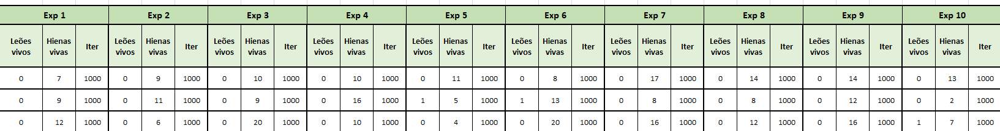 Exp 1 Exp 2 Exp 3 Exp 4 Exp 5 Exp 6 Exp 7 Exp 8 Exp 9 Exp 10
Leões vivos Hienas vivas Iter Leões vivos Hienas vivas Iter Leões vivos Hienas vivas Iter Leões vivos Hienas vivas Iter Leões vivos Hienas vivas Iter Leões vivos Hienas vivas Iter Leões vivos Hienas vivas Iter Leões vivos Hienas vivas Iter Leões vivos Hienas vivas Iter Leões vivos Hienas vivas Iter
0 7 1000 0 9 1000 0 10 1000 0 10 1000 0 11 1000 0 8 1000 0 17 1000 0 14 1000 0 14 1000 0 13 1000
0 9 1000 0 11 1000 0 9 1000 0 16 1000 1 5 1000 1 13 1000 0 8 1000 0 8 1000 0 12 1000 0 2 1000
0 12 1000 0 6 1000 0 20 1000 0 10 1000 0 4 1000 0 20 1000 0 16 1000 0 12 1000 0 16 1000 1 7 1000